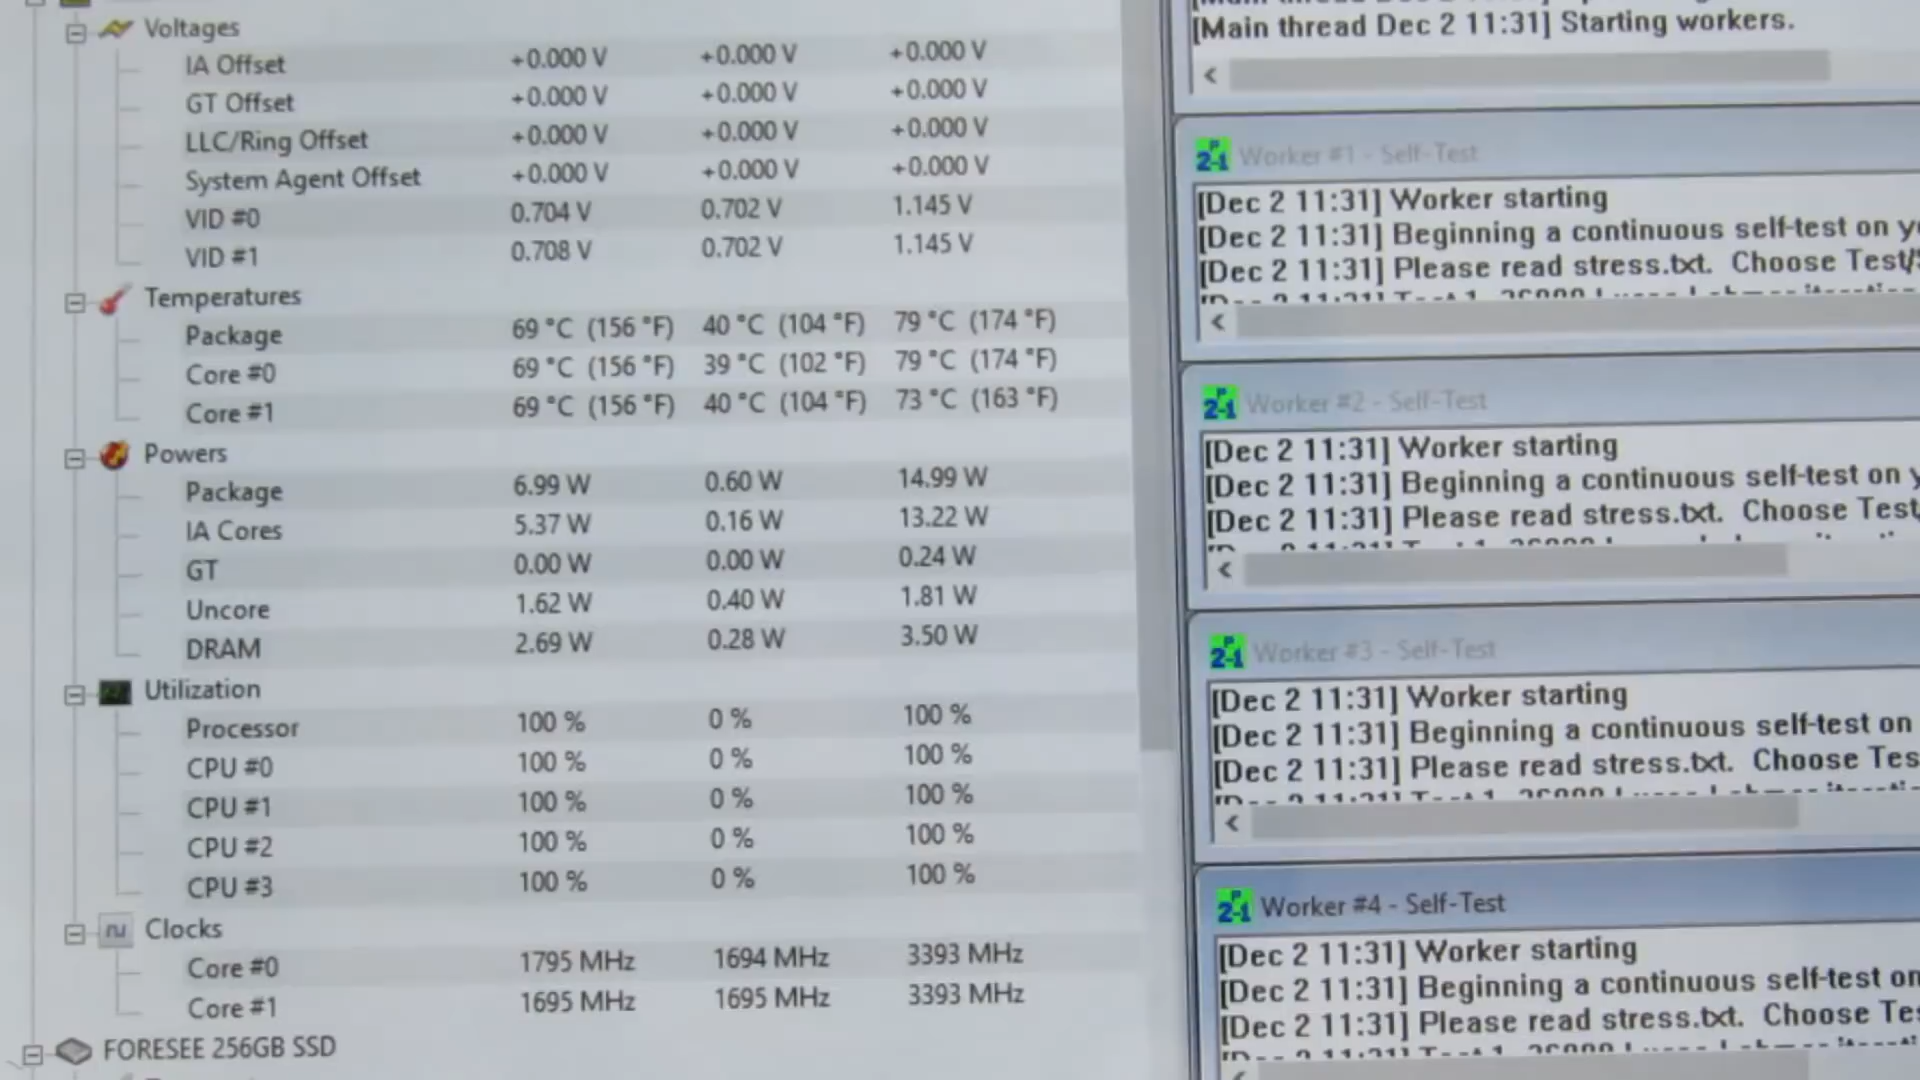 Voltages
IA Offset +0.000 V +0.000 V +0.000 V
GT Offset +0.000 V +0.000 V +0.000 V
LLC/Ring Offset +0.000 V +0.000 V +0.000 V
System Agent Offset +0.000 V +0.000 V +0.000 V
VID #0 0.704 V 0.702 V 1.145 V
VID #1 0.708 V 0.702 V 1.145 V
Temperatures
Package 69 °C (156 °F) 40 °C (104 °F) 79 °C (174 °F)
Core #0 69 °C (156 °F) 39 °C (102 °F) 79 °C (174 °F)
Core #1 69 °C (156 °F) 40 °C (104 °F) 73 °C (163 °F)
Powers
Package 6.99 W 0.60 W 14.99 W
IA Cores 5.37 W 0.16 W 13.22 W
GT 0.00 W 0.00 W 0.24 W
Uncore 1.62 W 0.40 W 1.81 W
DRAM 2.69 W 0.28 W 3.50 W
Utilization
Processor 100 % 0 % 100 %
CPU #0 100 % 0 % 100 %
CPU #1 100 % 0 % 100 %
CPU #2 100 % 0 % 100 %
CPU #3 100 % 0 % 100 %
Clocks
Core #0 1795 MHz 1694 MHz 3393 MHz
Core #1 1695 MHz 1695 MHz 3393 MHz
FORESEE 256GB SSD
[Main thread Dec 2 11:31] Starting workers.
Worker #1 - Self-Test
[Dec 2 11:31] Worker starting
[Dec 2 11:31] Beginning a continuous self-test on
[Dec 2 11:31] Please read stress.txt. Choose Test/
Worker #2 - Self-Test
[Dec 2 11:31] Worker starting
[Dec 2 11:31] Beginning a continuous self-test on
[Dec 2 11:31] Please read stress.txt. Choose Test
Worker #3 - Self-Test
[Dec 2 11:31] Worker starting
[Dec 2 11:31] Beginning a continuous self-test on
[Dec 2 11:31] Please read stress.txt. Choose Tes
Worker #4 - Self-Test
[Dec 2 11:31] Worker starting
[Dec 2 11:31] Beginning a continuous self-test on
[Dec 2 11:31] Please read stress.txt. Choose Te